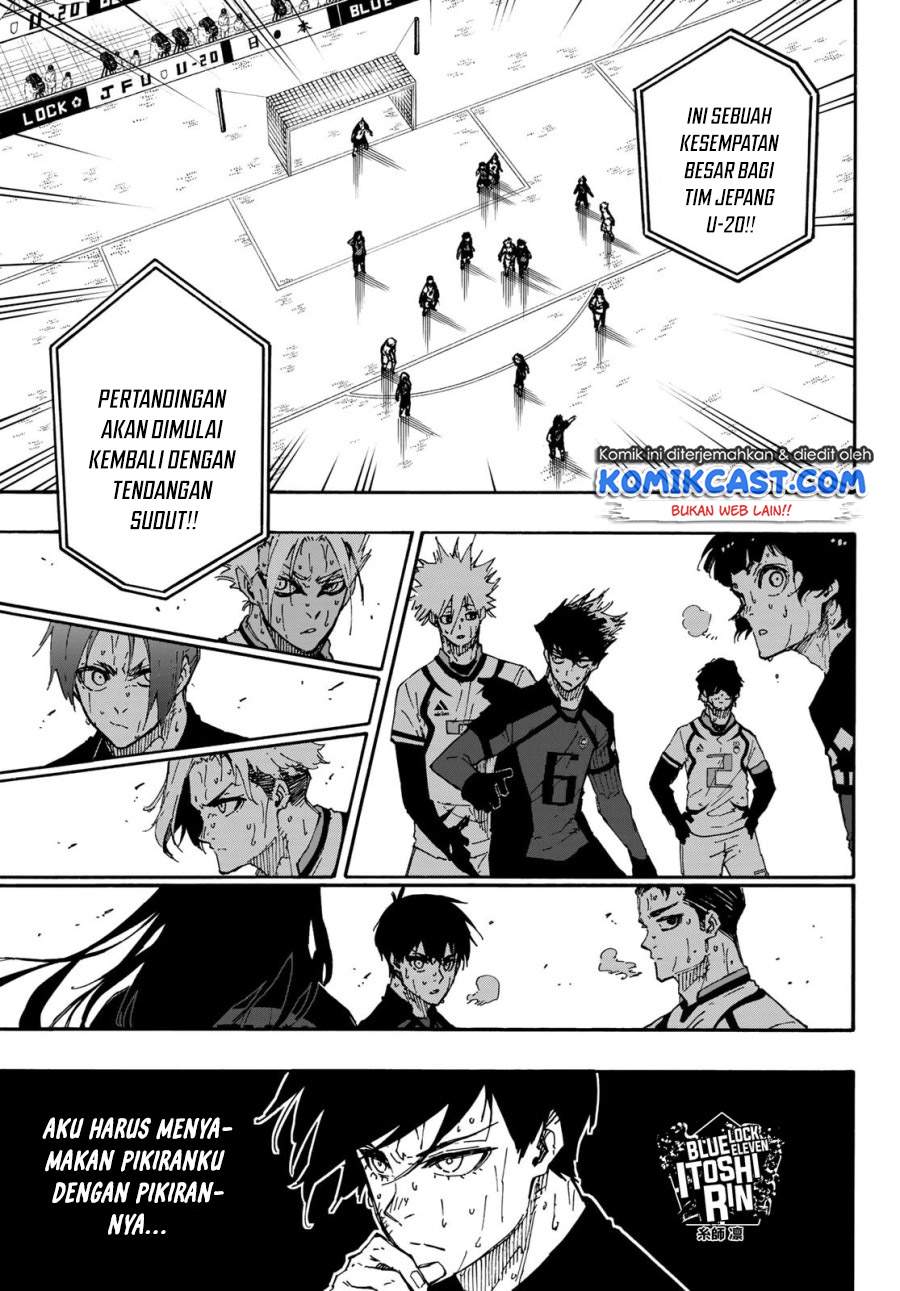 U-20
BLUE
LOCK
JFU
U-20
日
本
INI SEBUAH
KESEMPATAN
BESAR BAGI
TIM JEPANG
U-20!!
PERTANDINGAN
AKAN DIMULAI
KEMBALI DENGAN
TENDANGAN
SUDUT!!
Komik ini diterjemahkan & diedit oleh
KOMIKCAST.COM
BUKAN WEB LAIN!!
6
2
AKU HARUS MENYA-
MAKAN PIKIRANKU
DENGAN PIKIRAN-
NYA...
BLUE LOCK
ELEVEN
ITOSHI
RIN
糸師 凛